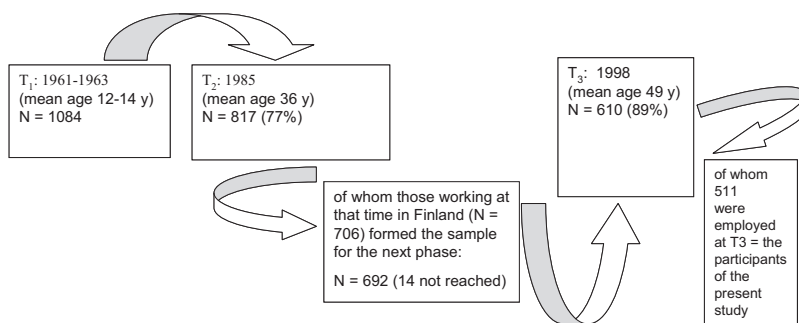 T₁: 1961-1963
(mean age 12-14 y)
N = 1084
T₂: 1985
(mean age 36 y)
N = 817 (77%)
of whom those working at
that time in Finland (N =
706) formed the sample
for the next phase:
N = 692 (14 not reached)
T₃: 1998
(mean age 49 y)
N = 610 (89%)
of whom
511
were
employed
at T3 = the
participants
of the
present
study